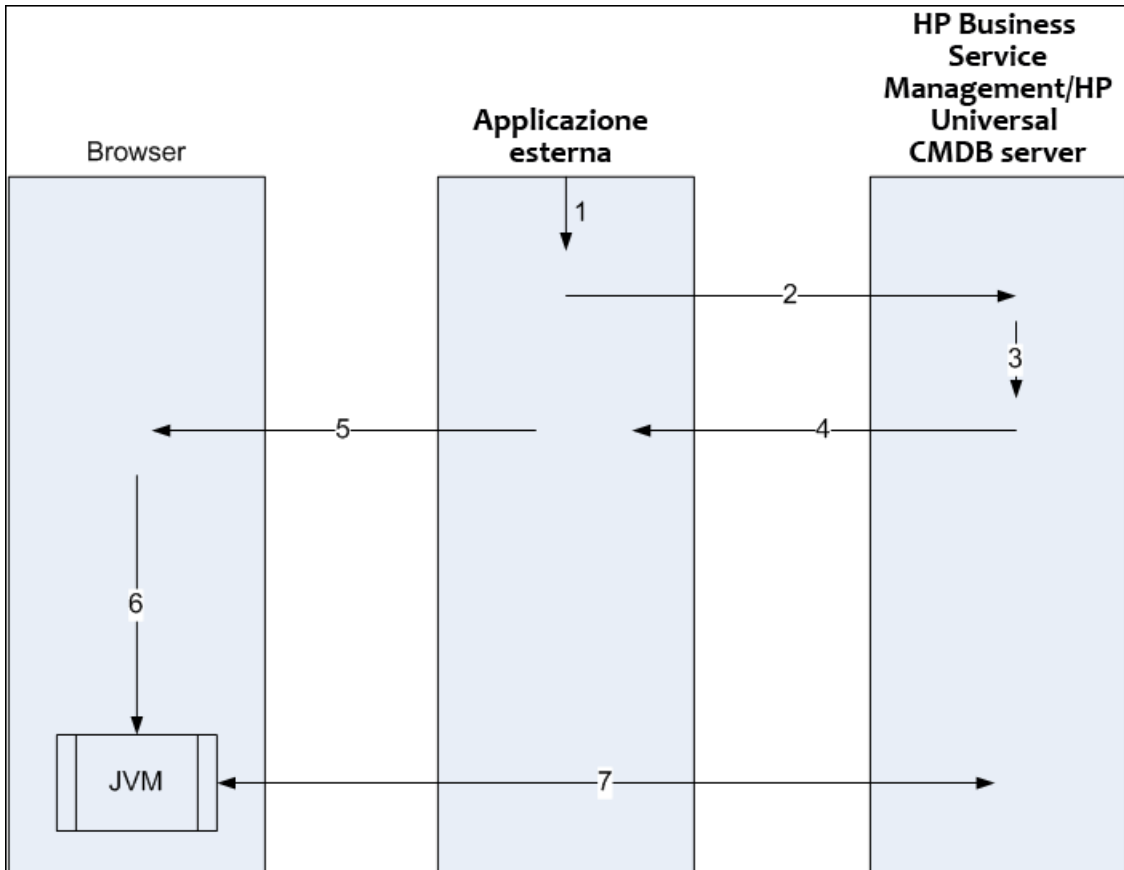 Browser
Applicazione
esterna
HP Business
Service
Management/HP
Universal
CMDB server
1
2
3
5
4
6
JVM
7